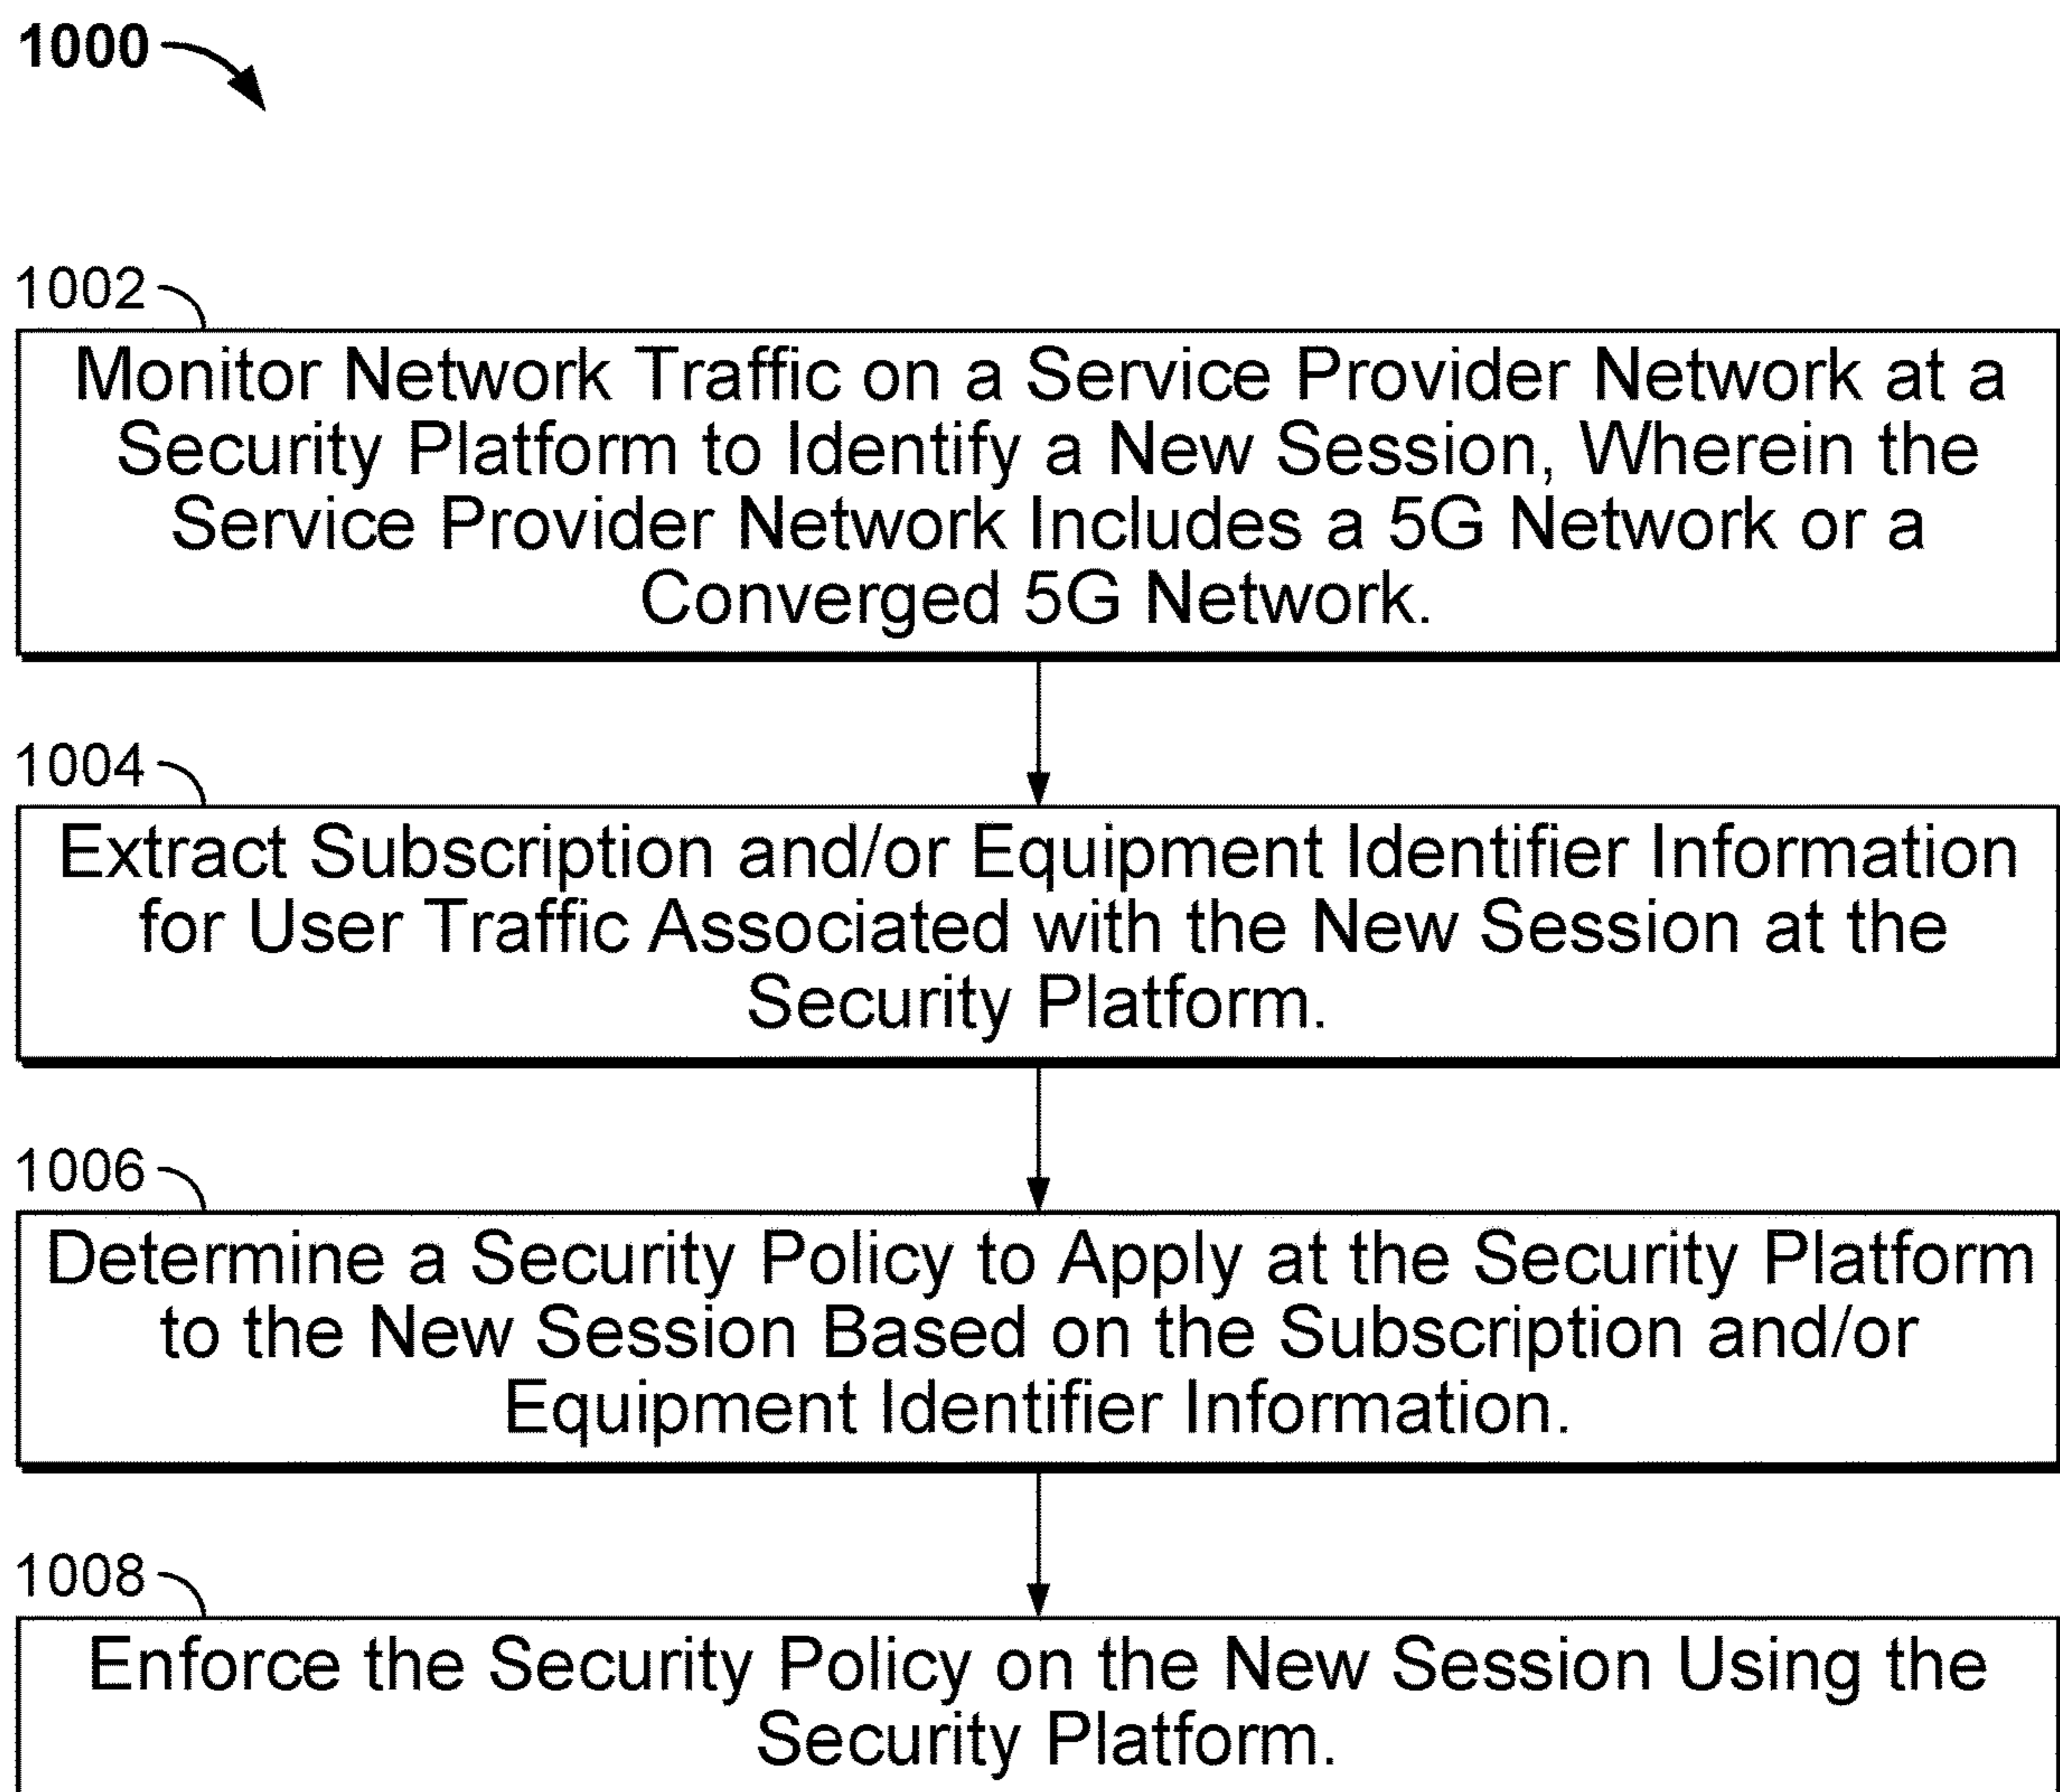 1000
1002
Monitor Network Traffic on a Service Provider Network at a
Security Platform to Identify a New Session, Wherein the
Service Provider Network Includes a 5G Network or a
Converged 5G Network.
1004
Extract Subscription and/or Equipment Identifier Information
for User Traffic Associated with the New Session at the
Security Platform.
1006
Determine a Security Policy to Apply at the Security Platform
to the New Session Based on the Subscription and/or
Equipment Identifier Information.
1008
Enforce the Security Policy on the New Session Using the
Security Platform.